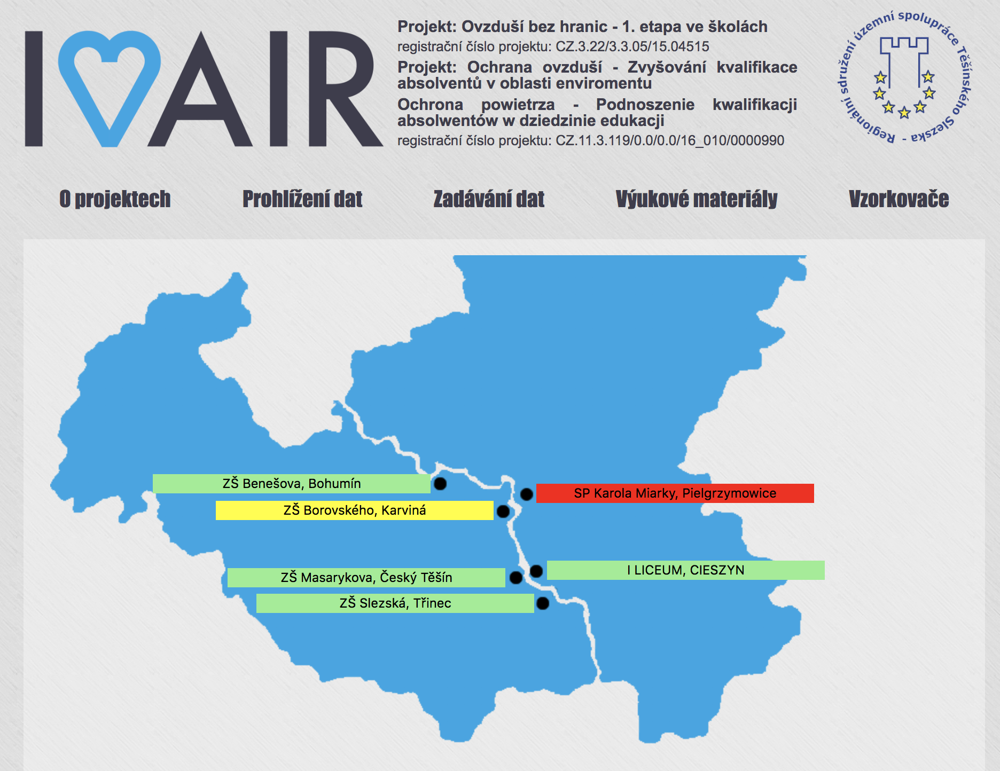 I AIR
Projekt: Ovzduší bez hranic - 1. etapa ve školách
registrační číslo projektu: CZ.3.22/3.3.05/15.04515
Projekt: Ochrana ovzduší - Zvyšování kvalifikace
absolventů v oblasti enviromentu
Ochrona powietrza - Podnoszenie kwalifikacji
absolwentów w dziedzinie edukacji
registrační číslo projektu: CZ.11.3.119/0.0/0.0/16_010/0000990
Regionální sdružení územní spolupráce Těšínského Slezska -
O projektech
Prohlížení dat
Zadávání dat
Výukové materiály
Vzorkovače
ZŠ Benešova, Bohumín
SP Karola Miarky, Pielgrzymowice
ZŠ Borovského, Karviná
I LICEUM, CIESZYN
ZŠ Masarykova, Český Těšín
ZŠ Slezská, Třinec